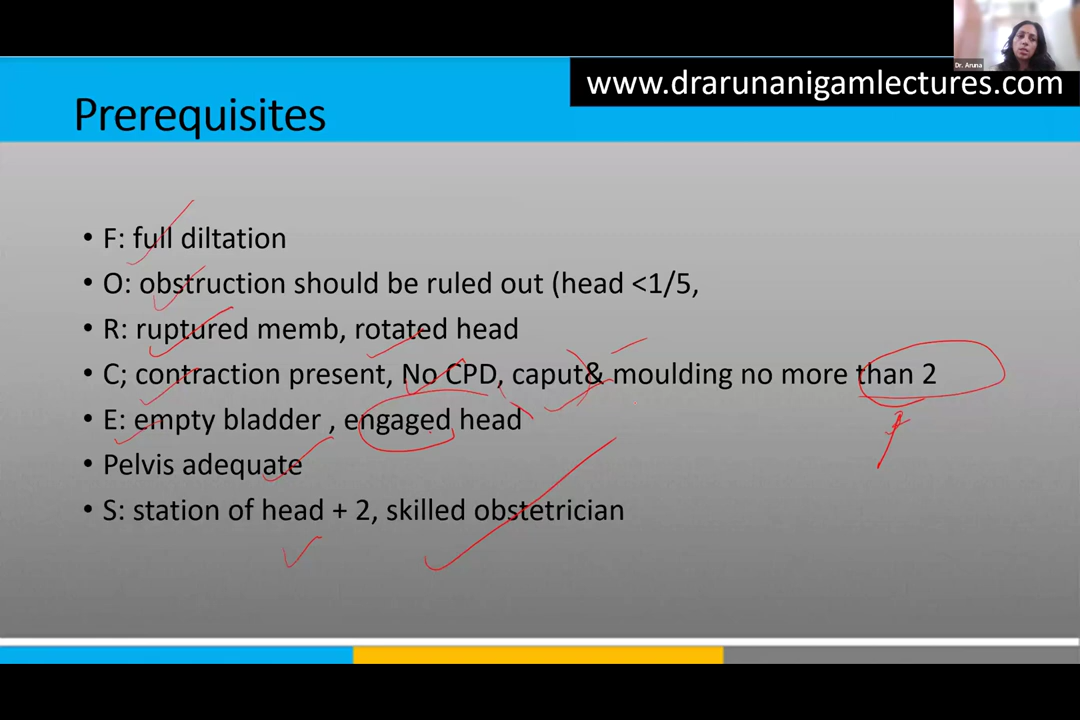 Dr. Aruna
www.drarunanigamlectures.com
Prerequisites
• F: full diltation
• O: obstruction should be ruled out (head <1/5,
• R: ruptured memb, rotated head
• C; contraction present, No CPD, caput& moulding no more than 2
• E: empty bladder , engaged head
• Pelvis adequate
• S: station of head + 2, skilled obstetrician